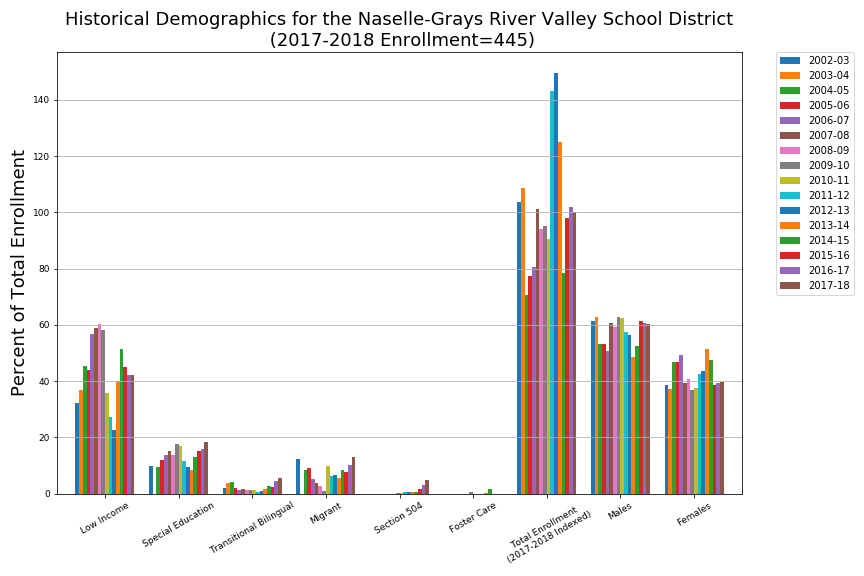 Historical Demographics for the Naselle-Grays River Valley School District
(2017-2018 Enrollment=445)
Percent of Total Enrollment
140
120
100
80
60
40
20
0
Low Income
Special Education
Transitional Bilingual
Migrant
Section 504
Foster Care
Total Enrollment
(2017-2018 Indexed)
Males
Females
2002-03
2003-04
2004-05
2005-06
2006-07
2007-08
2008-09
2009-10
2010-11
2011-12
2012-13
2013-14
2014-15
2015-16
2016-17
2017-18